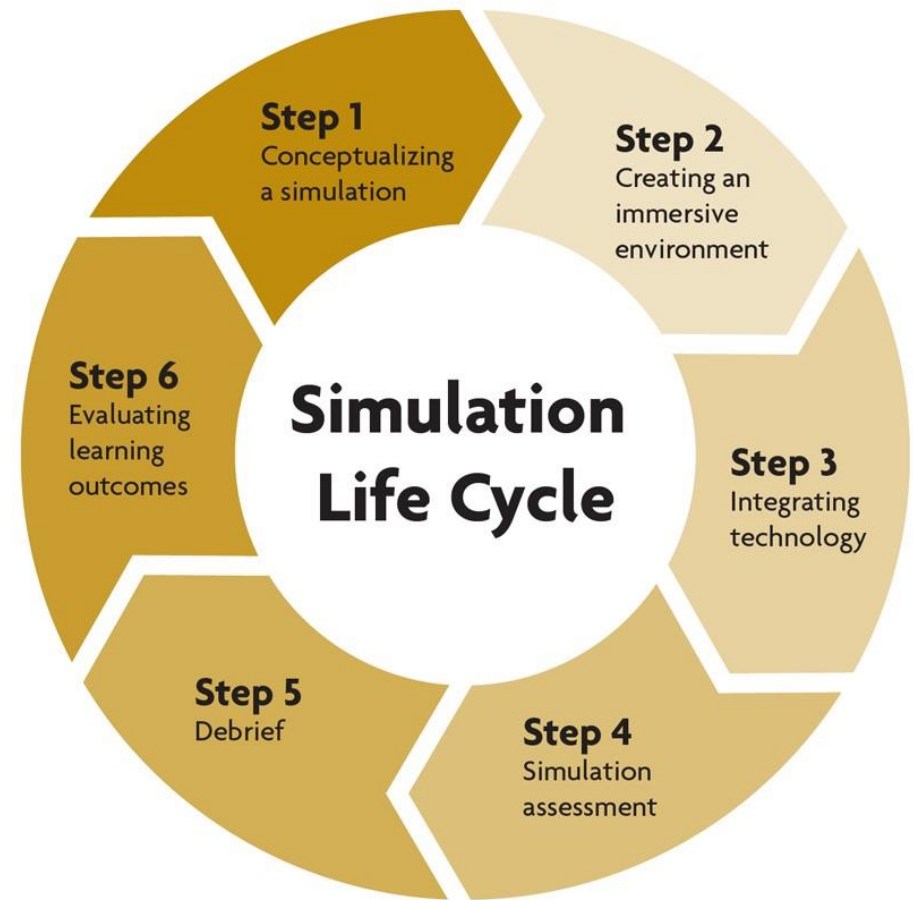 Step 1
Conceptualizing
a simulation
Step 2
Creating an
immersive
environment
Step 3
Integrating
technology
Step 4
Simulation
assessment
Step 5
Debrief
Step 6
Evaluating
learning
outcomes
Simulation
Life Cycle